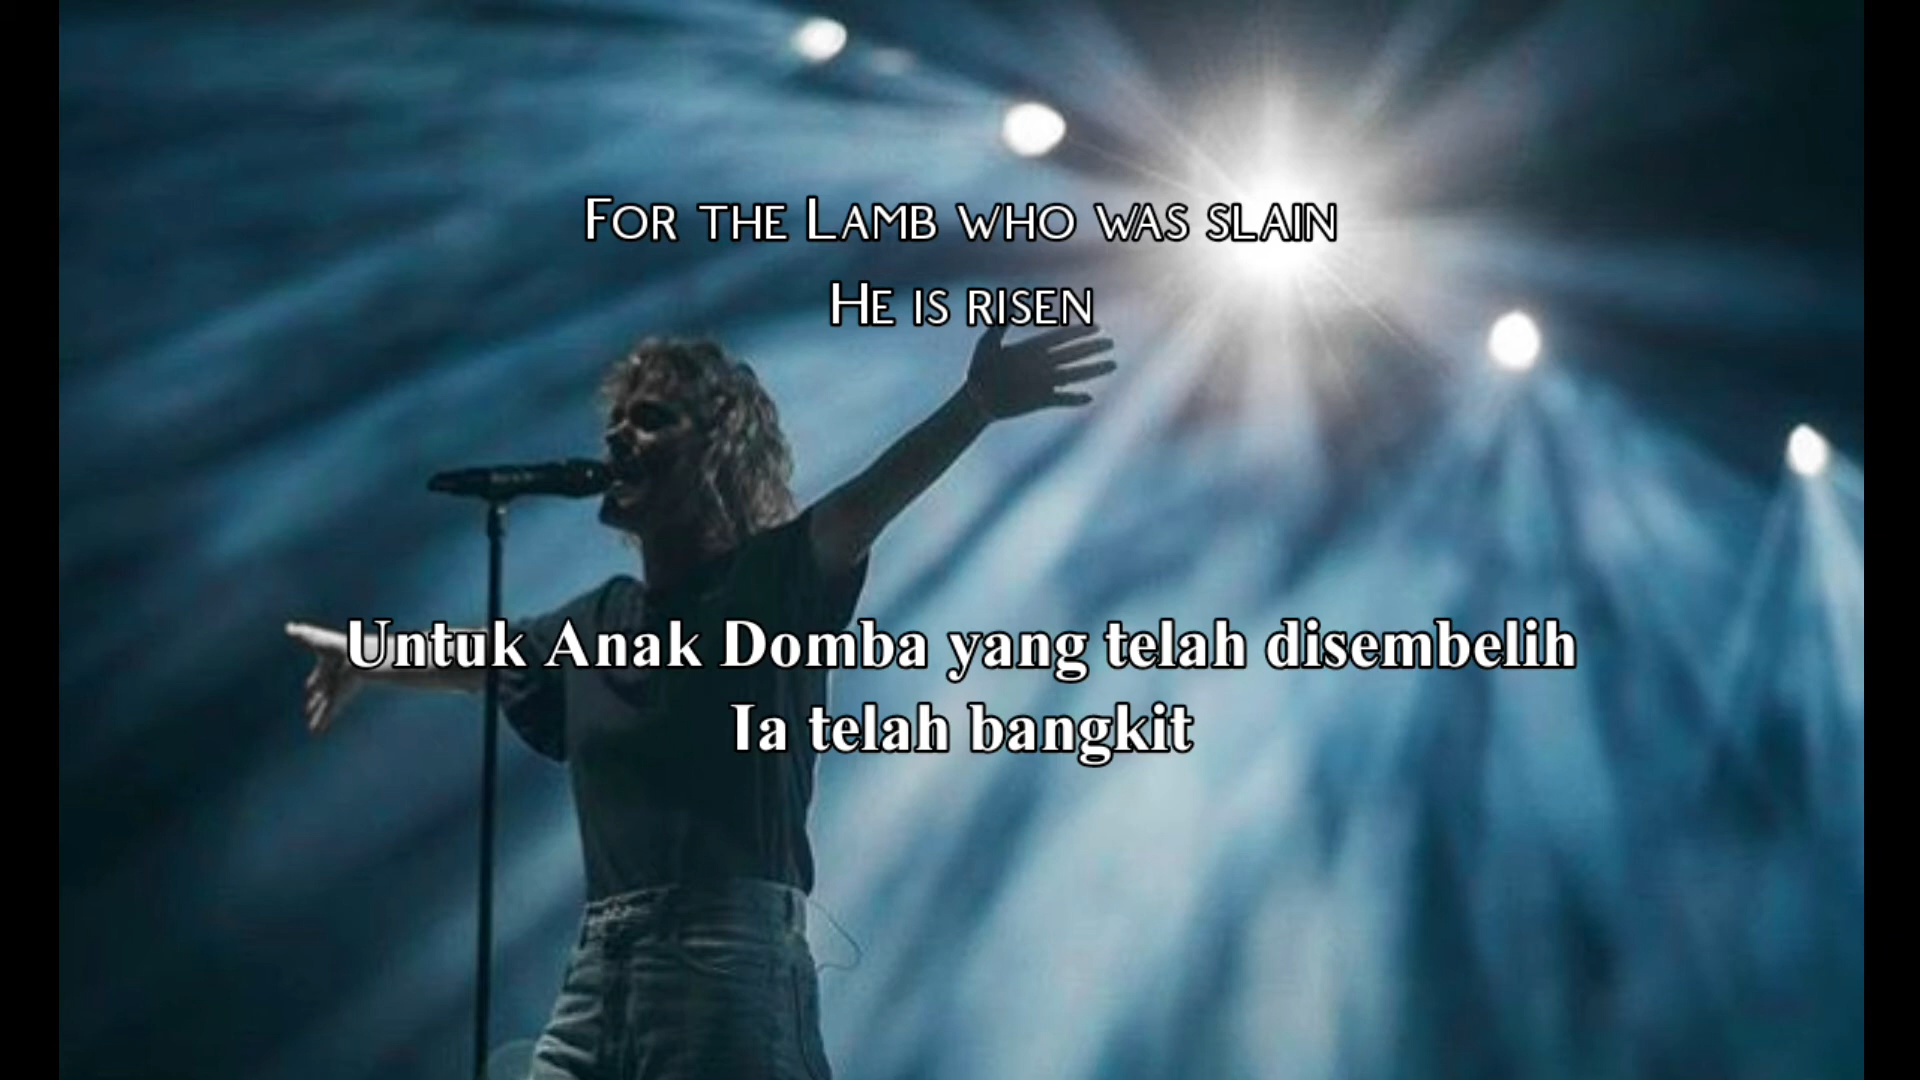 For the Lamb who was slain
He is risen
Untuk Anak Domba yang telah disembelih
Ia telah bangkit